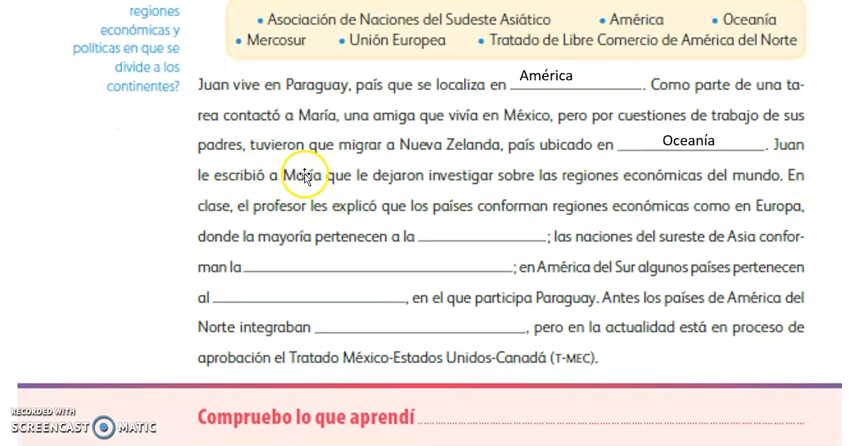 regiones
económicas y
políticas en que se
divide a los
continentes?
• Asociación de Naciones del Sudeste Asiático • América • Oceanía
• Mercosur • Unión Europea • Tratado de Libre Comercio de América del Norte
Juan vive en Paraguay, país que se localiza en América. Como parte de una ta-
rea contactó a María, una amiga que vivía en México, pero por cuestiones de trabajo de sus
padres, tuvieron que migrar a Nueva Zelanda, país ubicado en Oceanía. Juan
le escribió a María que le dejaron investigar sobre las regiones económicas del mundo. En
clase, el profesor les explicó que los países conforman regiones económicas como en Europa,
donde la mayoría pertenecen a la ____________; las naciones del sureste de Asia confor-
man la ____________; en América del Sur algunos países pertenecen
al ____________, en el que participa Paraguay. Antes los países de América del
Norte integraban ____________, pero en la actualidad está en proceso de
aprobación el Tratado México-Estados Unidos-Canadá (T-MEC).
Compruebo lo que aprendí
RECORDED WITH
SCREENCAST MATIC